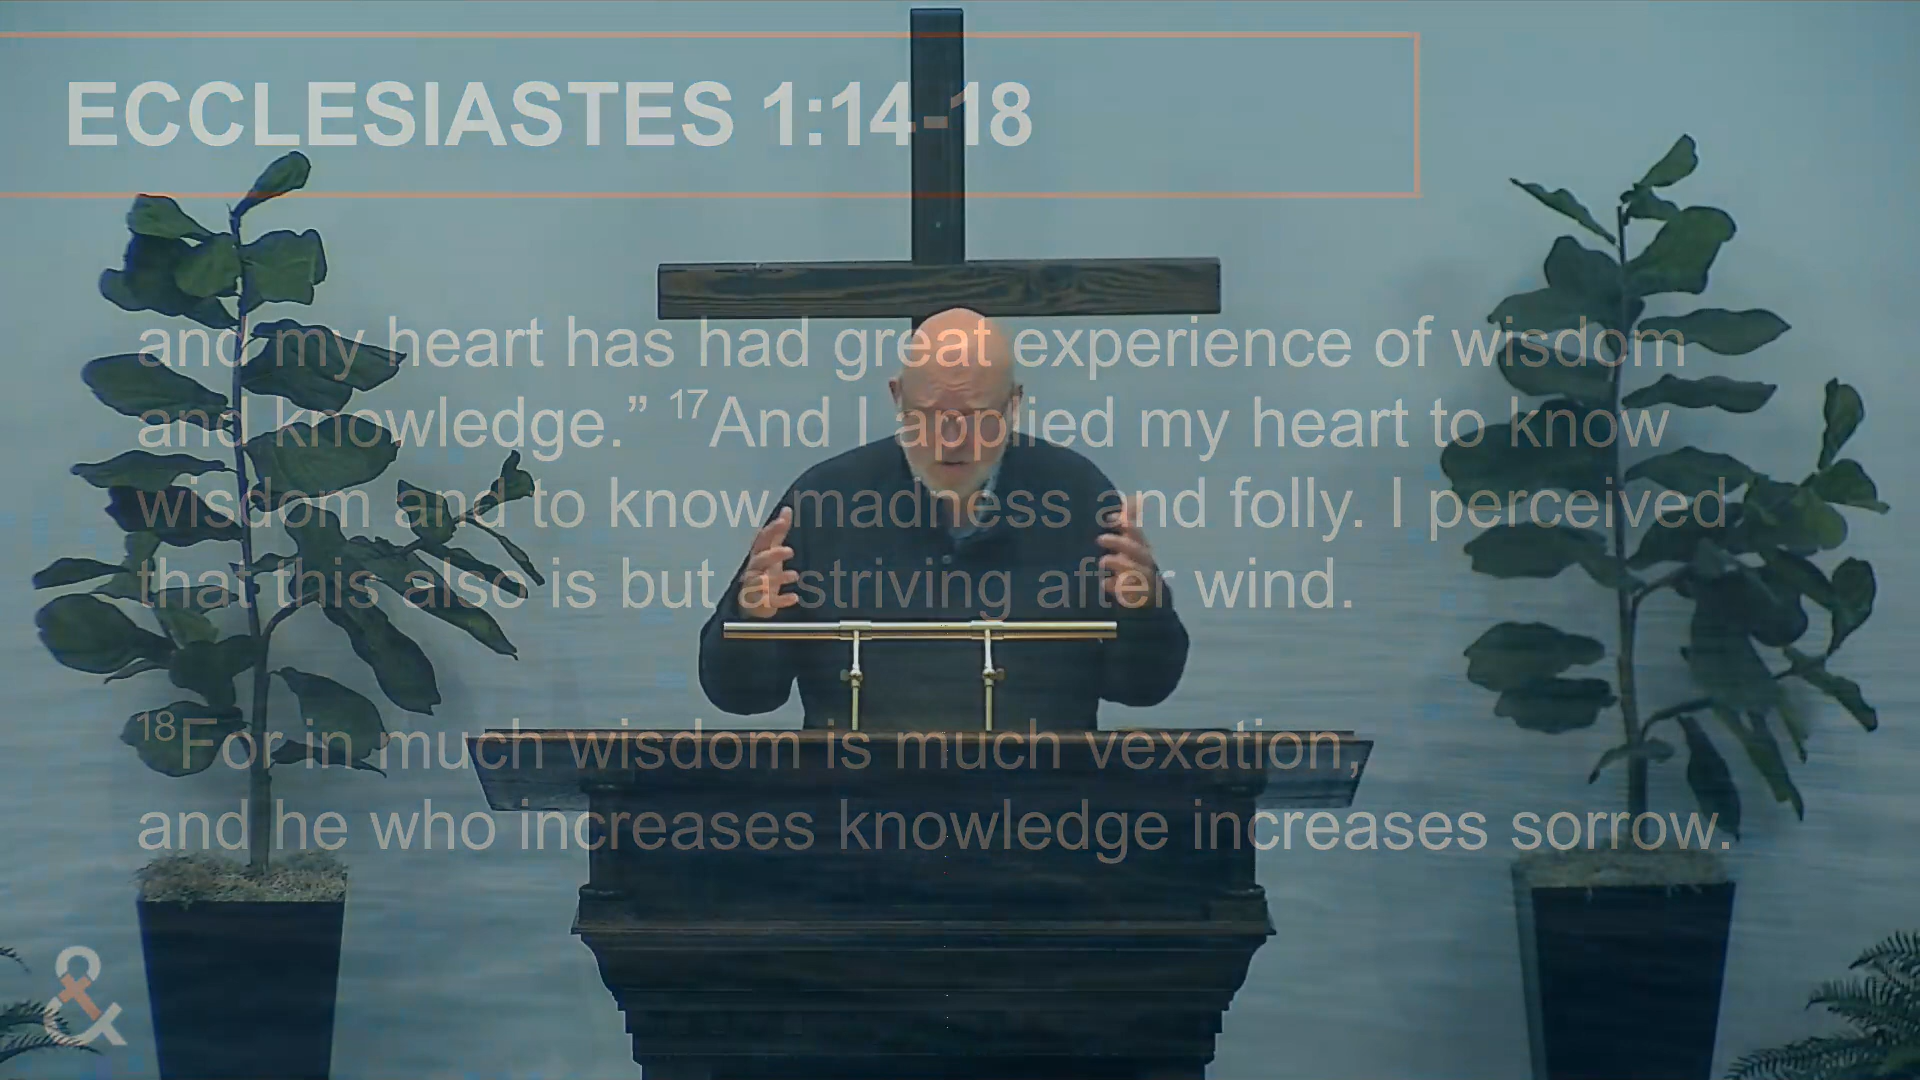 ECCLESIASTES 1:14-18
and my heart has had great experience of wisdom
and knowledge.” ¹⁷And I applied my heart to know
wisdom and to know madness and folly. I perceived
that this also is but a striving after wind.
¹⁸For in much wisdom is much vexation,
and he who increases knowledge increases sorrow.